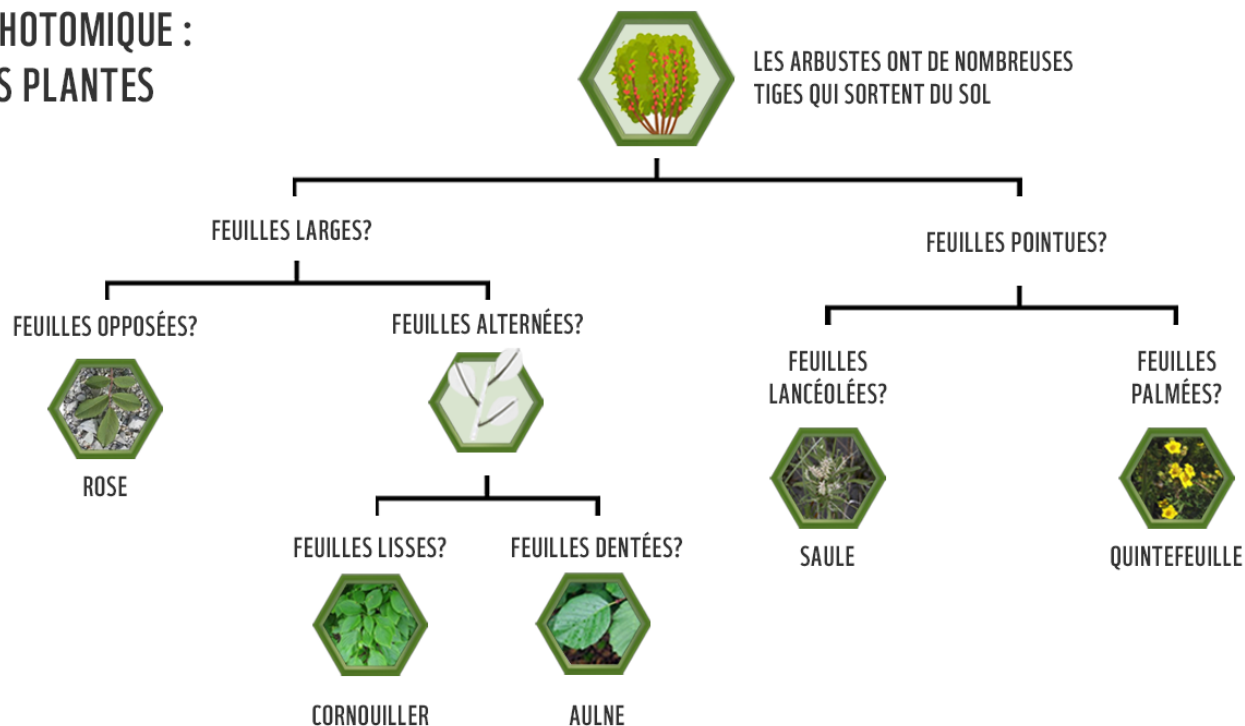 HOTOMIQUE :
S PLANTES
LES ARBUSTES ONT DE NOMBREUSES
TIGES QUI SORTENT DU SOL
FEUILLES LARGES?
FEUILLES POINTUES?
FEUILLES OPPOSÉES?
FEUILLES ALTERNÉES?
FEUILLES
LANCÉOLÉES?
FEUILLES
PALMÉES?
ROSE
FEUILLES LISSES?
FEUILLES DENTÉES?
SAULE
QUINTEFEUILLE
CORNOUILLER
AULNE